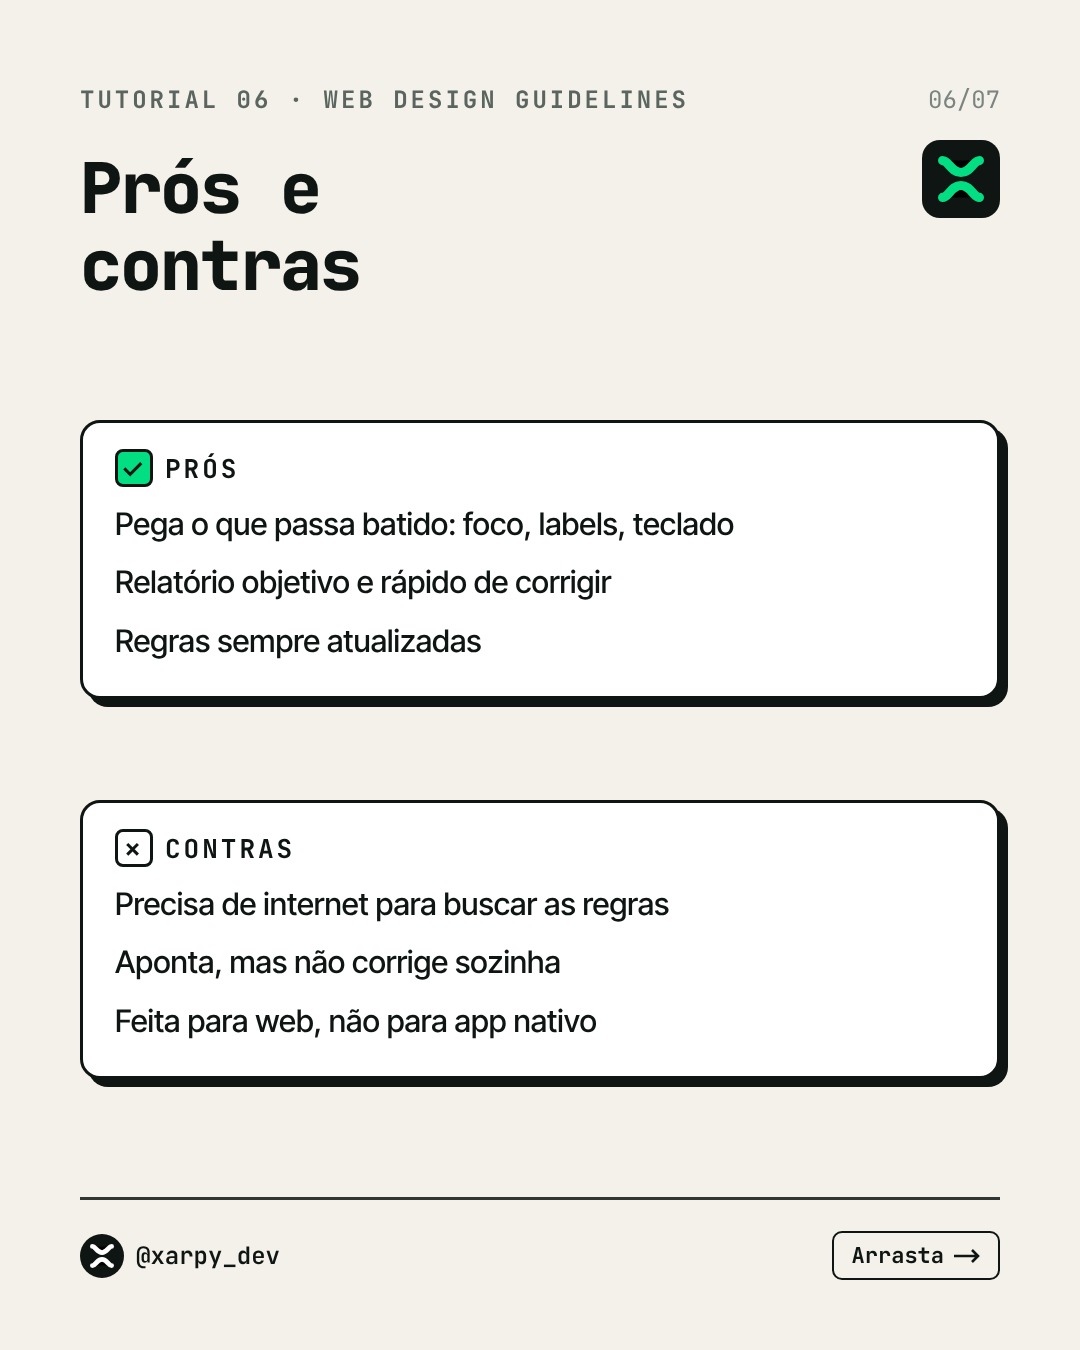 TUTORIAL 06 · WEB DESIGN GUIDELINES
06/07
Prós e
contras
PRÓS
Pega o que passa batido: foco, labels, teclado
Relatório objetivo e rápido de corrigir
Regras sempre atualizadas
CONTRAS
Precisa de internet para buscar as regras
Aponta, mas não corrige sozinha
Feita para web, não para app nativo
@xarpy_dev
Arrasta →